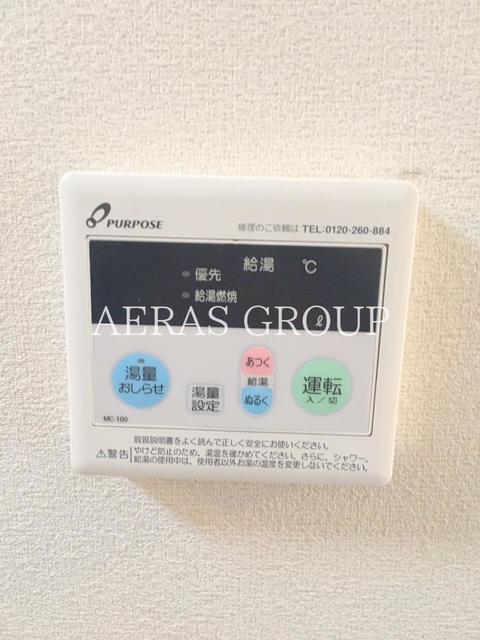 PURPOSE
修理のご依頼は TEL:0120-260-884
給湯 ℃
優先
給湯燃焼
AERAS GROUP
ℓ
湯量
おしらせ
湯量
設定
あつく
給湯
ぬるく
運転
入/切
MC-100
取扱説明書をよく読んで正しく安全にお使いください。
⚠警告 やけど防止のため、湯温を確かめてください。さらに、シャワー、
給湯の使用中は、使用者以外お湯の温度を変更しないでください。